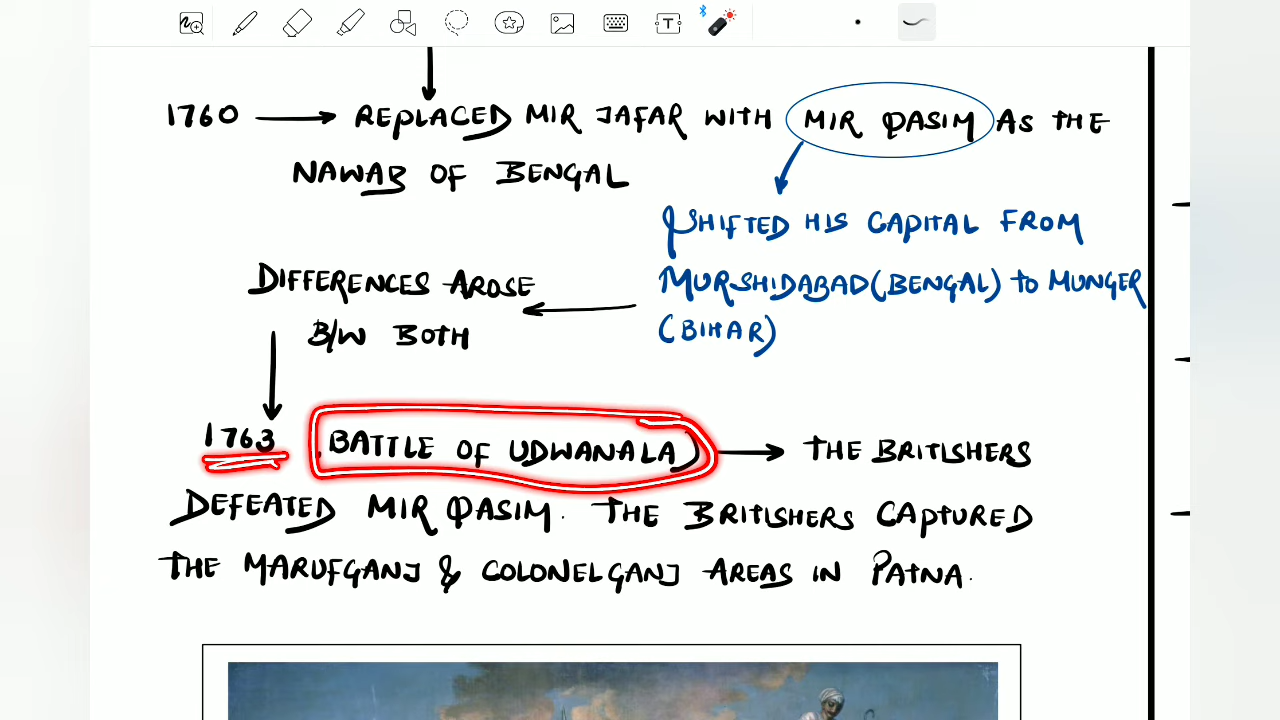 1760 → REPLACED MIR JAFAR WITH MIR QASIM AS THE
NAWAB OF BENGAL
SHIFTED HIS CAPITAL FROM
MURSHIDABAD(BENGAL) to MUNGER
(BIHAR)
DIFFERENCES AROSE
B/W BOTH
1763 BATTLE OF UDWANALA → THE BRITISHERS
DEFEATED MIR QASIM. THE BRITISHERS CAPTURED
THE MARUFGANJ & COLONELGANJ AREAS IN PATNA.